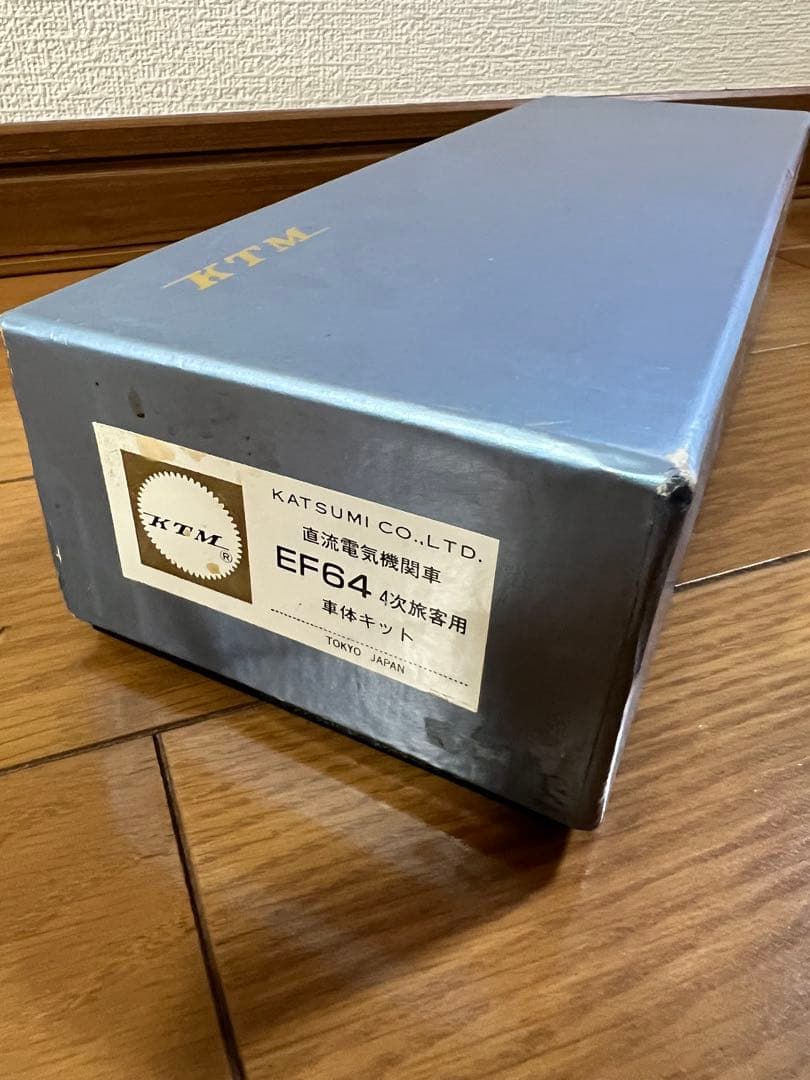 KTM
KTM ®
KATSUMI CO.,LTD.
直流電気機関車
EF64 4次旅客用
車体キット
TOKYO JAPAN